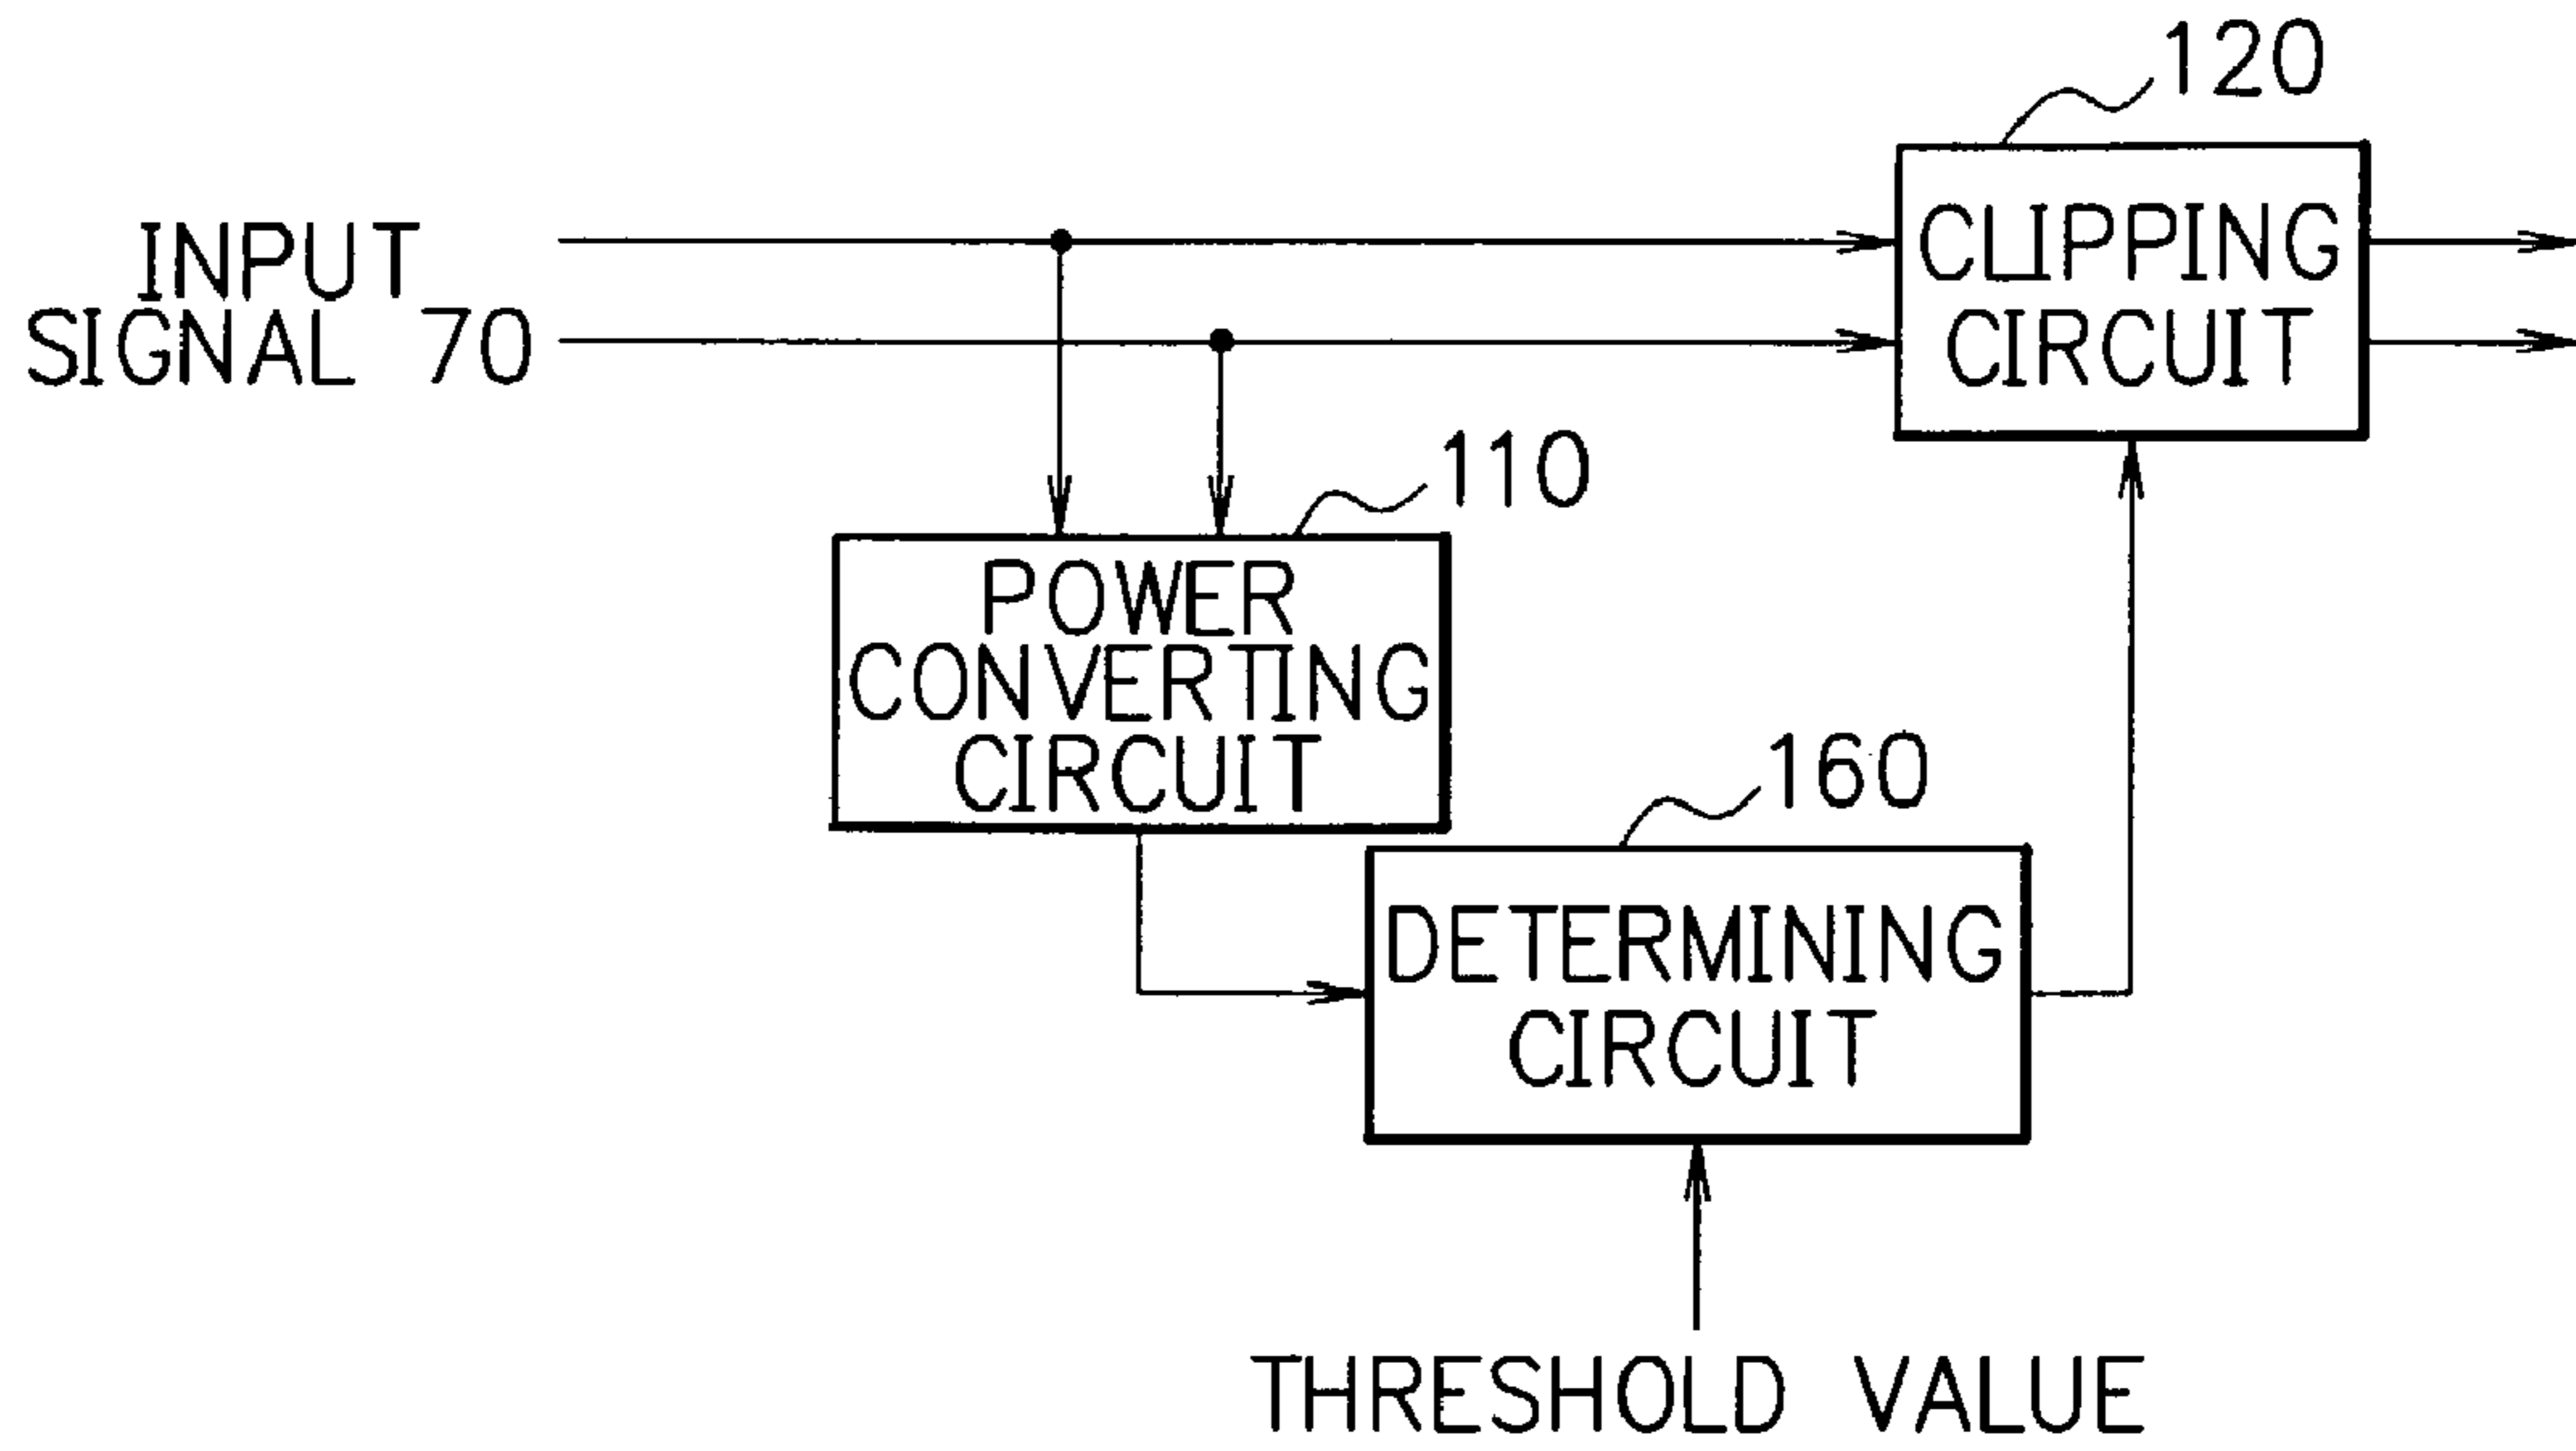 120
INPUT
SIGNAL 70
CLIPPING
CIRCUIT
110
POWER
CONVERTING
CIRCUIT
160
DETERMINING
CIRCUIT
THRESHOLD VALUE